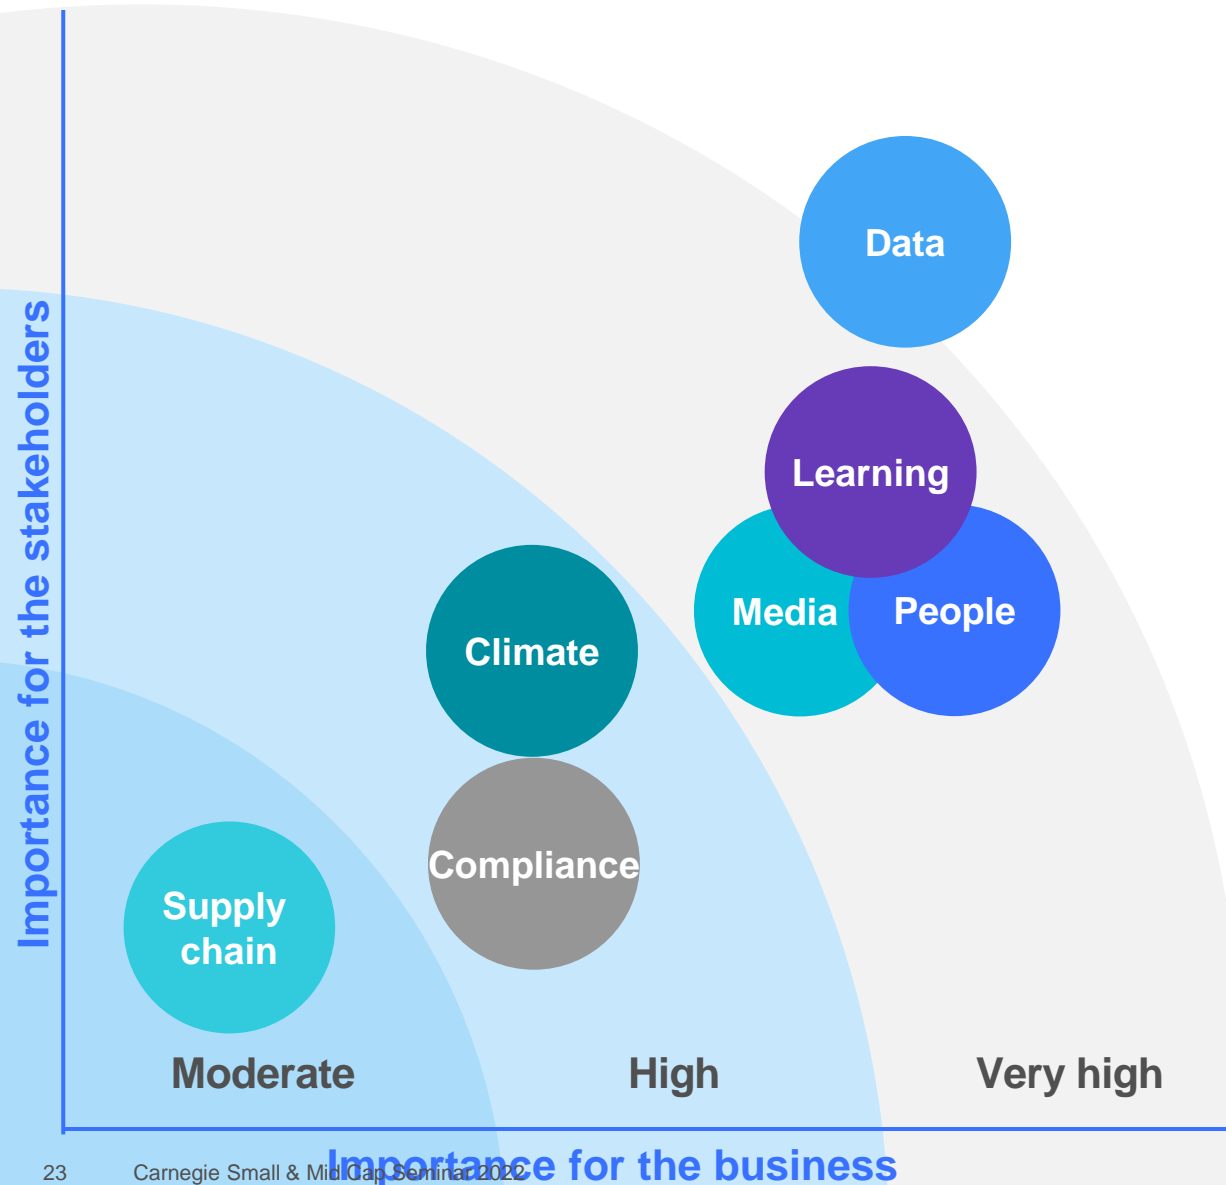 Importance for the stakeholders
Data
Learning
Media
People
Climate
Compliance
Supply
chain
Moderate
High
Very high
Importance for the business
23
Carnegie Small & Mid Cap Seminar 2022